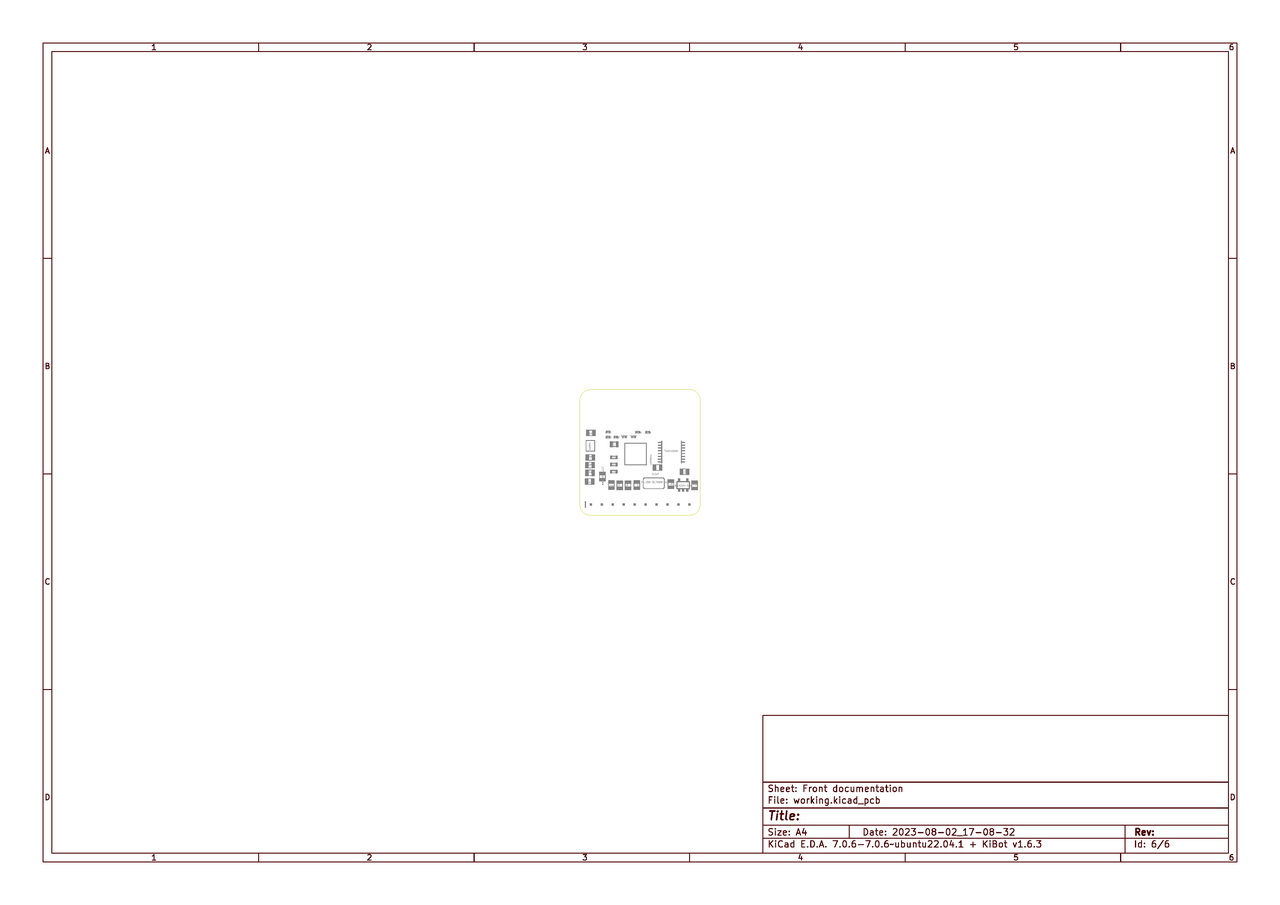 1 2 3 4 5 6
A A
B B
C C
D D
Sheet: Front documentation
File: working.kicad_pcb
Title:
Size: A4 Date: 2023-08-02_17-08-32 Rev:
KiCad E.D.A. 7.0.6-7.0.6~ubuntu22.04.1 + KiBot v1.6.3 Id: 6/6
1 2 3 4 5 6